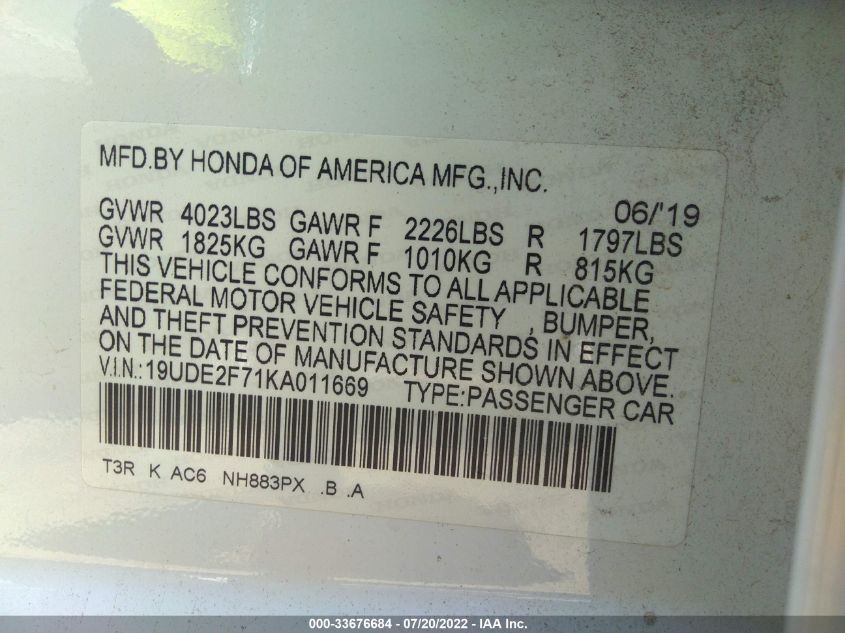 MFD.BY HONDA OF AMERICA MFG.,INC.
06/'19
GVWR 4023LBS GAWR F 2226LBS R 1797LBS
GVWR 1825KG GAWR F 1010KG R 815KG
THIS VEHICLE CONFORMS TO ALL APPLICABLE
FEDERAL MOTOR VEHICLE SAFETY , BUMPER,
AND THEFT PREVENTION STANDARDS IN EFFECT
ON THE DATE OF MANUFACTURE SHOWN ABOVE.
V.I.N.:19UDE2F71KA011669 TYPE:PASSENGER CAR
T3R K AC6 NH883PX .B .A
000-33676684 / 07/20/2022 - IAA Inc.